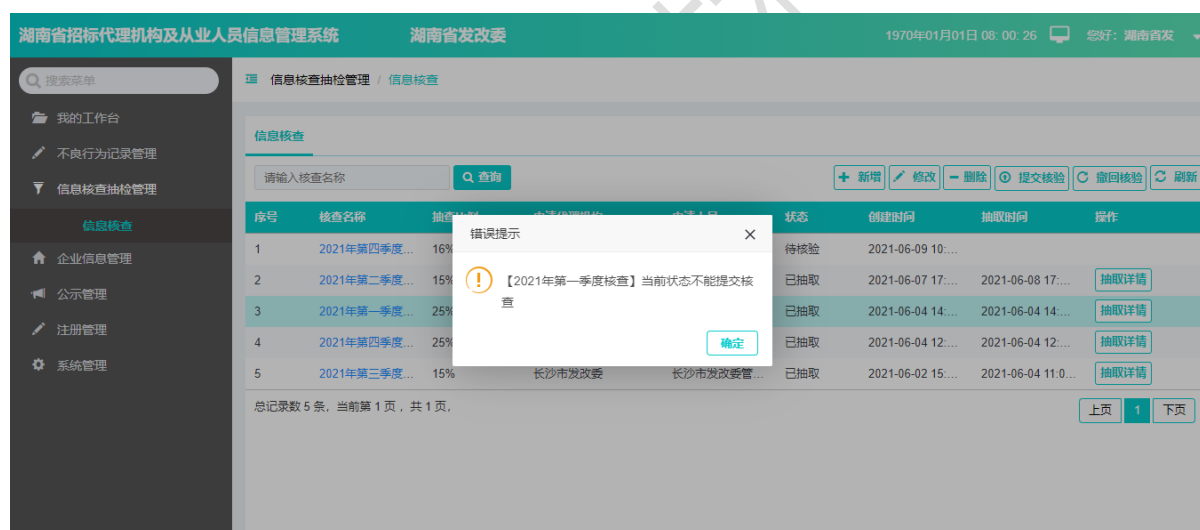 湖南省招标代理机构及从业人员信息管理系统 湖南省发改委 1970年01月01日 08:00:26 您好：湖南省发
搜索菜单
信息核查抽检管理 / 信息核查
我的工作台
不良行为记录管理
信息核查抽检管理
信息核查
企业信息管理
公示管理
注册管理
系统管理
信息核查
请输入核查名称 查询 新增 修改 删除 提交核验 撤回核验 刷新
序号 核查名称 状态 创建时间 抽取时间 操作
1 2021年第四季度... 16% 待核验 2021-06-09 10:...
2 2021年第二季度... 15% 已抽取 2021-06-07 17:... 2021-06-08 17:... 抽取详情
3 2021年第一季度... 25% 已抽取 2021-06-04 14:... 2021-06-04 14:... 抽取详情
4 2021年第四季度... 25% 已抽取 2021-06-04 12:... 2021-06-04 12:... 抽取详情
5 2021年第三季度... 15% 长沙市发改委 长沙市发改委管... 已抽取 2021-06-02 15:... 2021-06-04 11:0... 抽取详情
错误提示
【2021年第一季度核查】当前状态不能提交核
查
确定
总记录数 5 条, 当前第 1 页, 共 1 页,
上页 1 下页